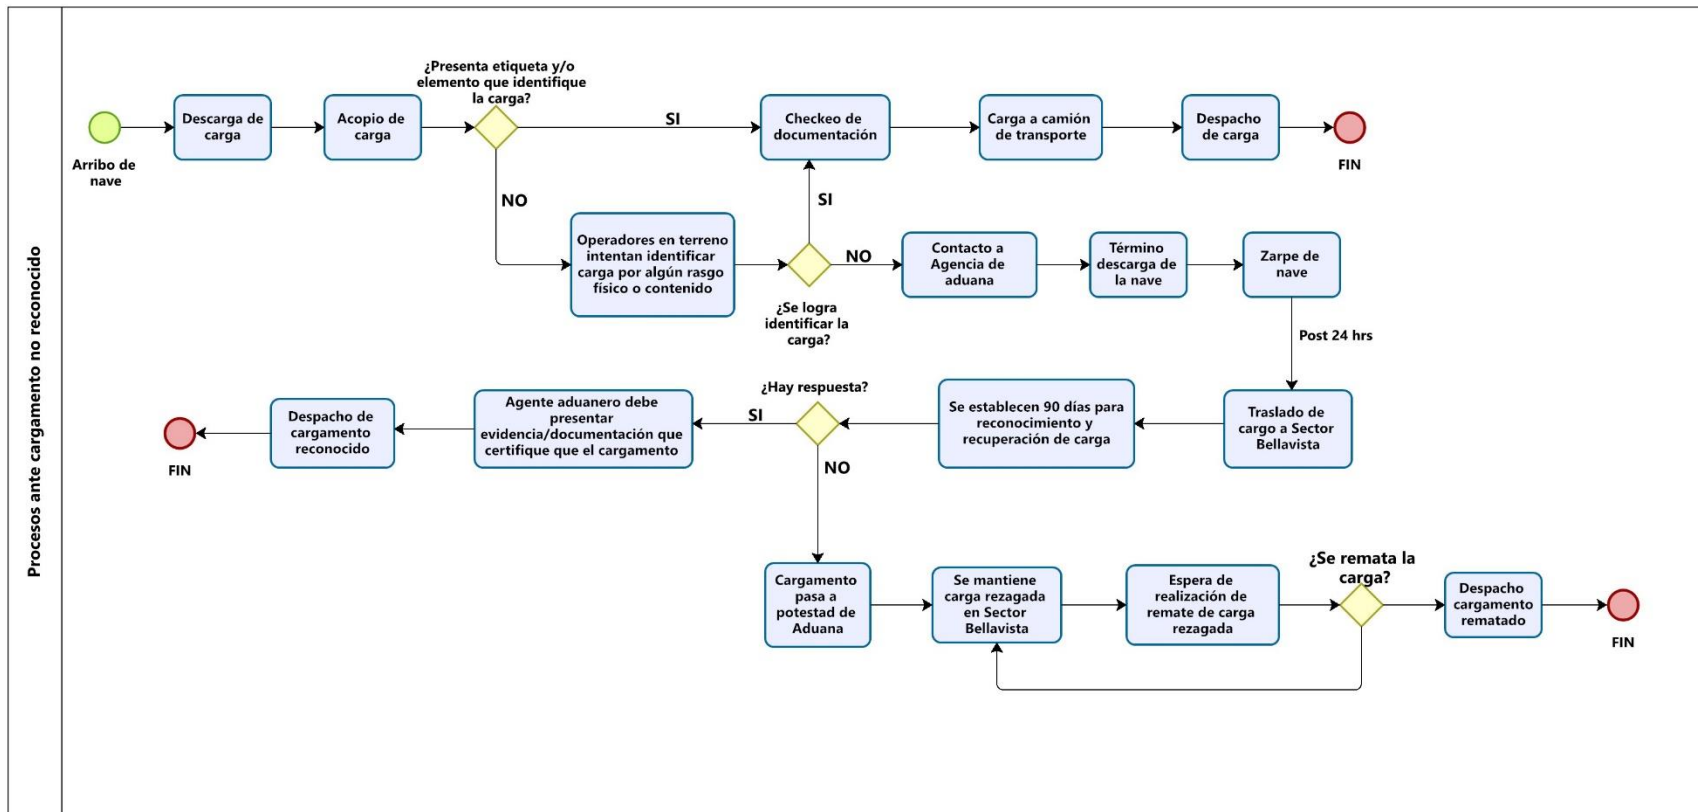 Procesos ante cargamento no reconocido
Arribo de
nave
Descarga de
carga
Acopio de
carga
¿Presenta etiqueta y/o
elemento que identifique
la carga?
SI
Checkeo de
documentación
Carga a camión
de transporte
Despacho
de carga
FIN
NO
Operadores en terreno
intentan identificar
carga por algún rasgo
físico o contenido
SI
¿Se logra
identificar la
carga?
NO
Contacto a
Agencia de
aduana
Término
descarga de
la nave
Zarpe de
nave
Post 24 hrs
Traslado de
cargo a Sector
Bellavista
Se establecen 90 días para
reconocimiento y
recuperación de carga
¿Hay respuesta?
SI
Agente aduanero debe
presentar
evidencia/documentación que
certifique que el cargamento
Despacho de
cargamento
reconocido
FIN
NO
Cargamento
pasa a
potestad de
Aduana
Se mantiene
carga rezagada
en Sector
Bellavista
Espera de
realización de
remate de carga
rezagada
¿Se remata la
carga?
Despacho
cargamento
rematado
FIN